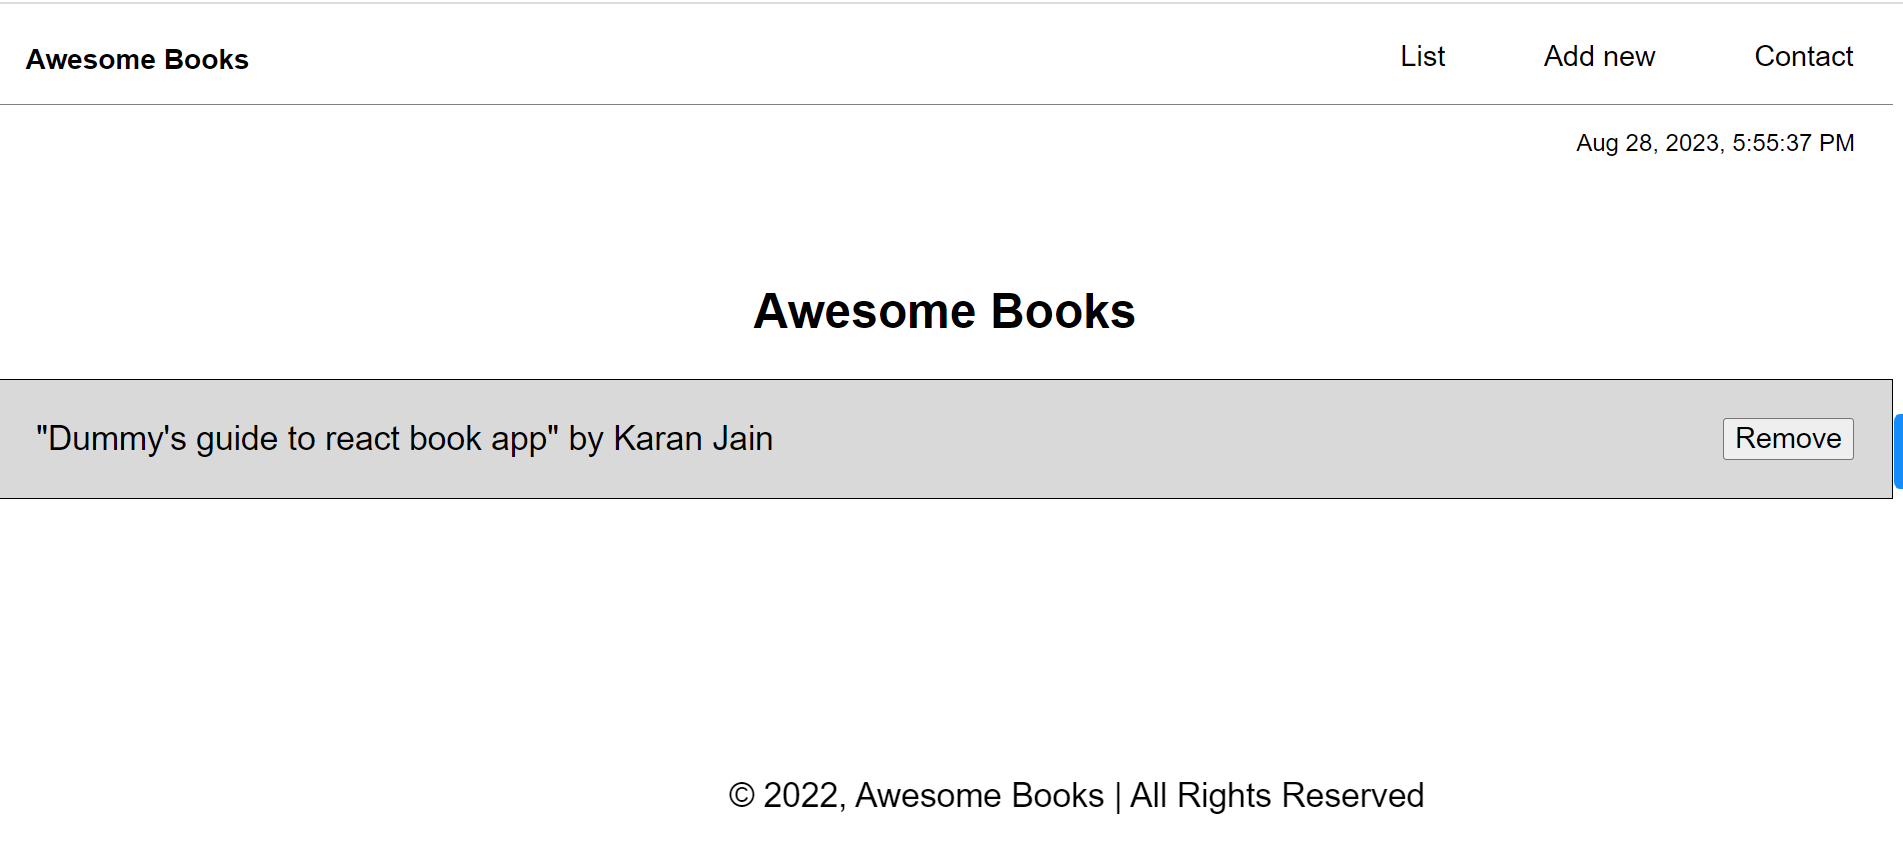 Awesome Books
List Add new Contact
Aug 28, 2023, 5:55:37 PM
Awesome Books
"Dummy's guide to react book app" by Karan Jain
Remove
© 2022, Awesome Books | All Rights Reserved